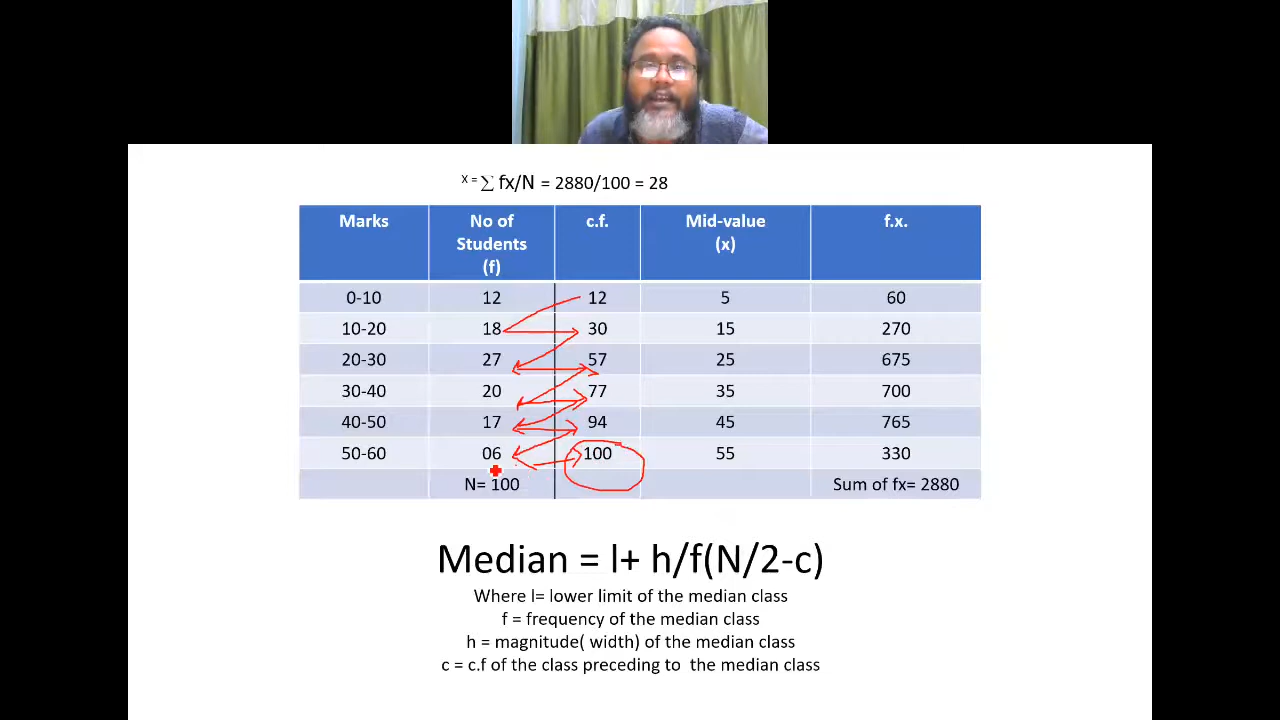 X = ∑ fx/N = 2880/100 = 28
Marks No of Students (f) c.f. Mid-value (x) f.x.
0-10 12 12 5 60
10-20 18 30 15 270
20-30 27 57 25 675
30-40 20 77 35 700
40-50 17 94 45 765
50-60 06 100 55 330
N= 100 Sum of fx= 2880
Median = l+ h/f(N/2-c)
Where l= lower limit of the median class
f = frequency of the median class
h = magnitude( width) of the median class
c = c.f of the class preceding to the median class